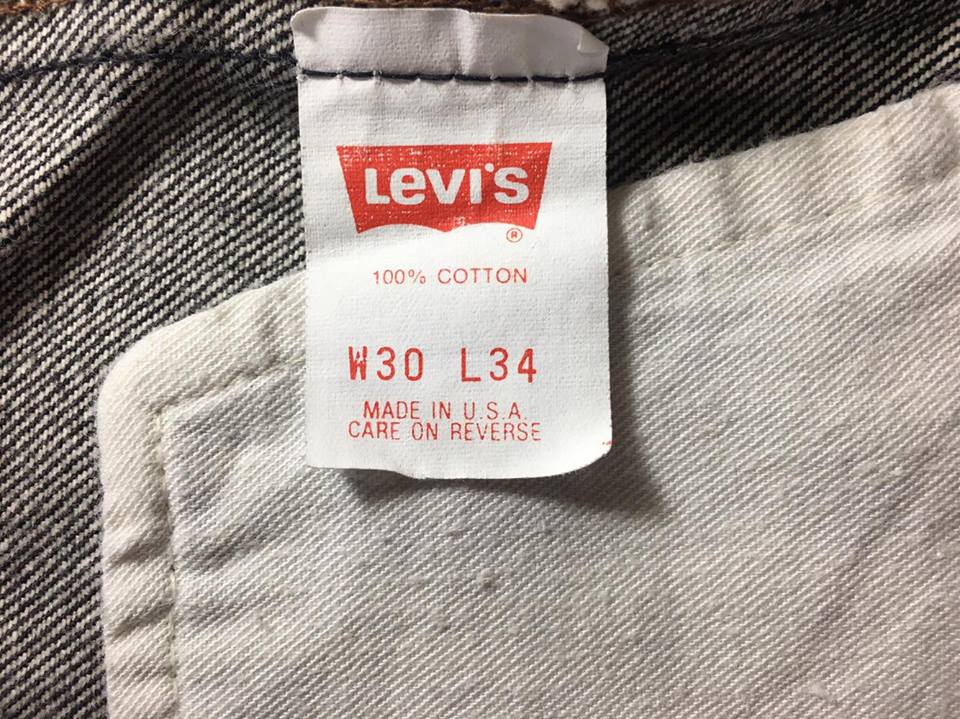 LEVI'S
®
100% COTTON
W30 L34
MADE IN U.S.A.
CARE ON REVERSE